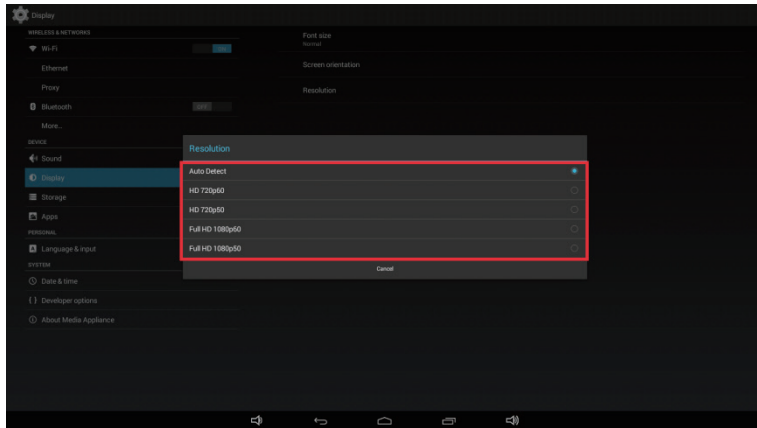 Display
WIRELESS & NETWORKS
Wi-Fi
ON
Ethernet
Proxy
Bluetooth
OFF
More...
DEVICE
Sound
Display
Storage
Apps
PERSONAL
Language & input
SYSTEM
Date & time
Developer options
About Media Appliance
Font size
Normal
Screen orientation
Resolution
Resolution
Auto Detect
HD 720p60
HD 720p50
Full HD 1080p60
Full HD 1080p50
Cancel